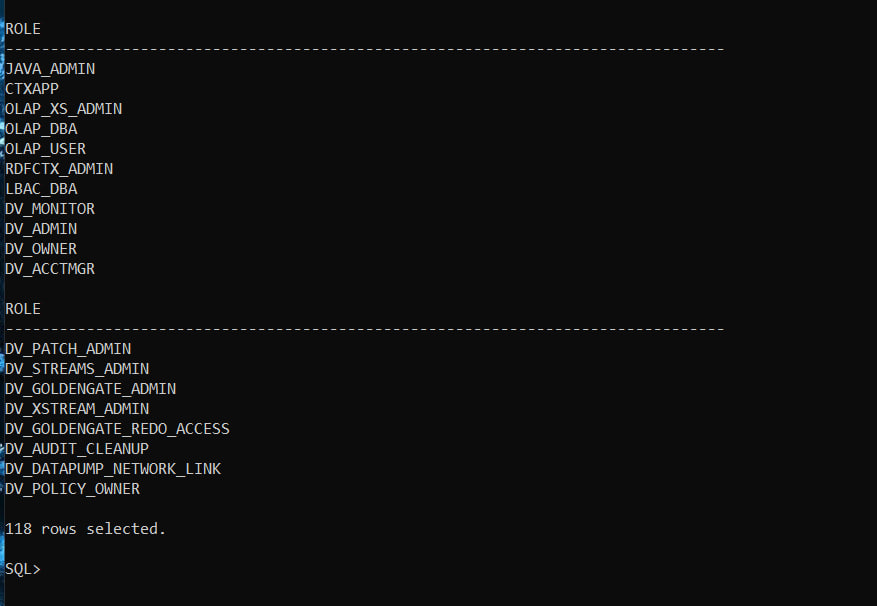 ROLE
--------------------------------------------------------------------------------
JAVA_ADMIN
CTXAPP
OLAP_XS_ADMIN
OLAP_DBA
OLAP_USER
RDFCTX_ADMIN
LBAC_DBA
DV_MONITOR
DV_ADMIN
DV_OWNER
DV_ACCTMGR
ROLE
--------------------------------------------------------------------------------
DV_PATCH_ADMIN
DV_STREAMS_ADMIN
DV_GOLDENGATE_ADMIN
DV_XSTREAM_ADMIN
DV_GOLDENGATE_REDO_ACCESS
DV_AUDIT_CLEANUP
DV_DATAPUMP_NETWORK_LINK
DV_POLICY_OWNER
118 rows selected.
SQL>